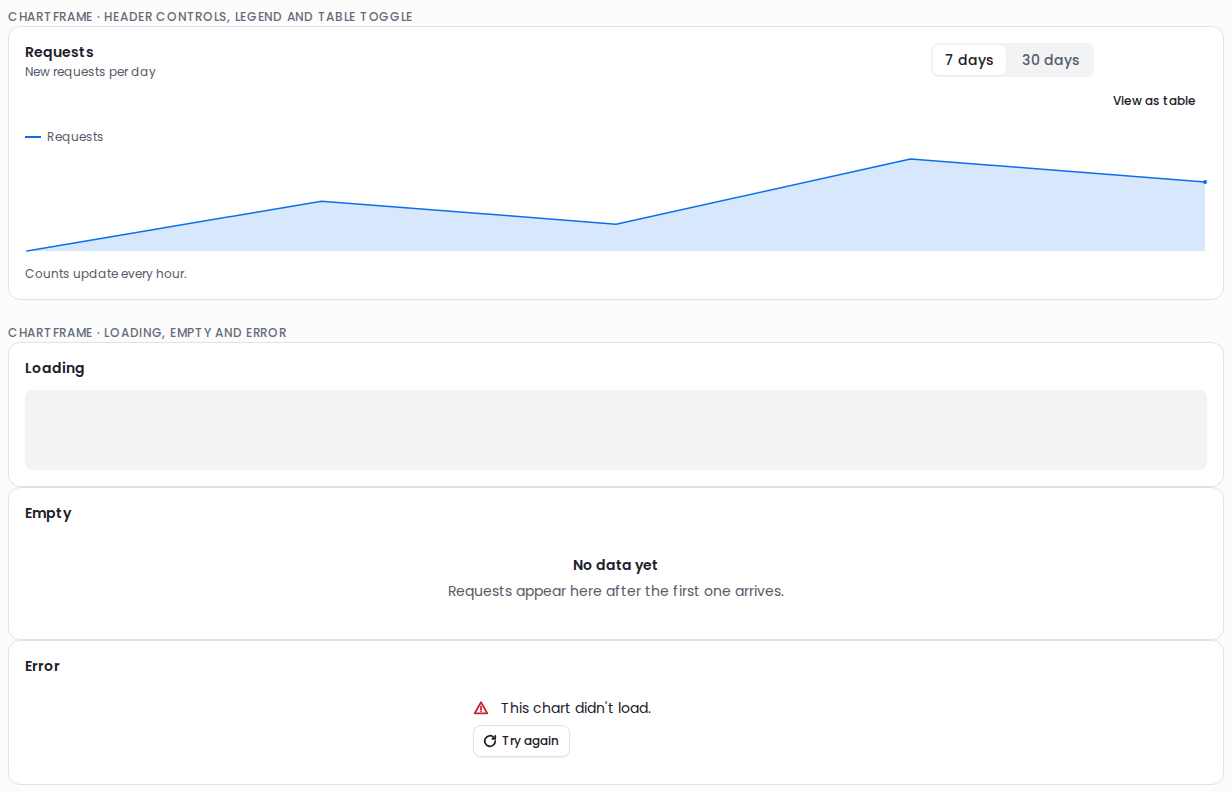 CHARTFRAME · HEADER CONTROLS, LEGEND AND TABLE TOGGLE
Requests
New requests per day
7 days
30 days
View as table
Requests
Counts update every hour.
CHARTFRAME · LOADING, EMPTY AND ERROR
Loading
Empty
No data yet
Requests appear here after the first one arrives.
Error
This chart didn't load.
Try again